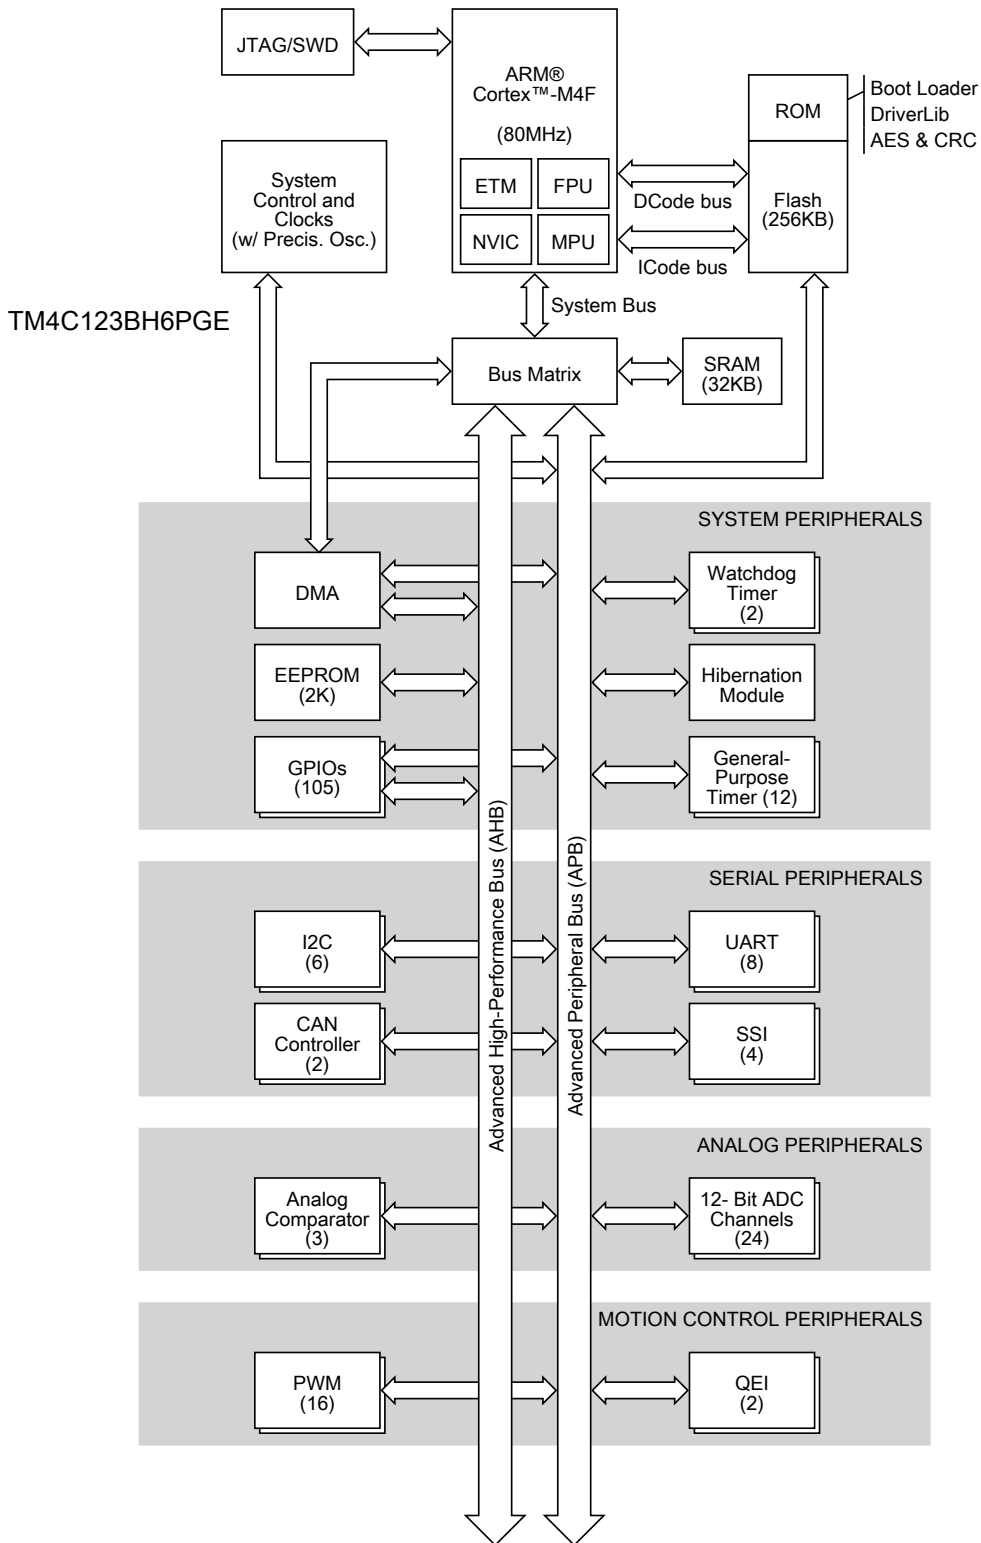 JTAG/SWD
ARM®
Cortex™-M4F
(80MHz)
ETM
FPU
NVIC
MPU
ROM
Boot Loader
DriverLib
AES & CRC
Flash
(256KB)
DCode bus
ICode bus
System
Control and
Clocks
(w/ Precis. Osc.)
TM4C123BH6PGE
System Bus
Bus Matrix
SRAM
(32KB)
SYSTEM PERIPHERALS
DMA
Watchdog
Timer
(2)
EEPROM
(2K)
Hibernation
Module
GPIOs
(105)
General-
Purpose
Timer (12)
Advanced High-Performance Bus (AHB)
Advanced Peripheral Bus (APB)
SERIAL PERIPHERALS
I2C
(6)
UART
(8)
CAN
Controller
(2)
SSI
(4)
ANALOG PERIPHERALS
Analog
Comparator
(3)
12- Bit ADC
Channels
(24)
MOTION CONTROL PERIPHERALS
PWM
(16)
QEI
(2)